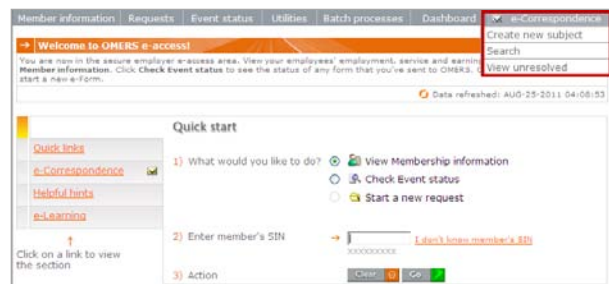 Member information Requests Event status Utilities Batch processes Dashboard e-Correspondence
Create new subject
Search
View unresolved
Welcome to OMERS e-access!
You are now in the secure employer e-access area. View your employees' employment, service and earnin
Member information. Click Check Event status to see the status of any form that you've sent to OMERS.
start a new e-Form.
Data refreshed: AUG-25-2011 04:08:53
Quick start
Quick links
e-Correspondence
Helpful hints
e-Learning
Click on a link to view
the section
1) What would you like to do? View Membership information
Check Event status
Start a new request
2) Enter member's SIN I don't know member's SIN
xxxxxxxxx
3) Action Clear Go